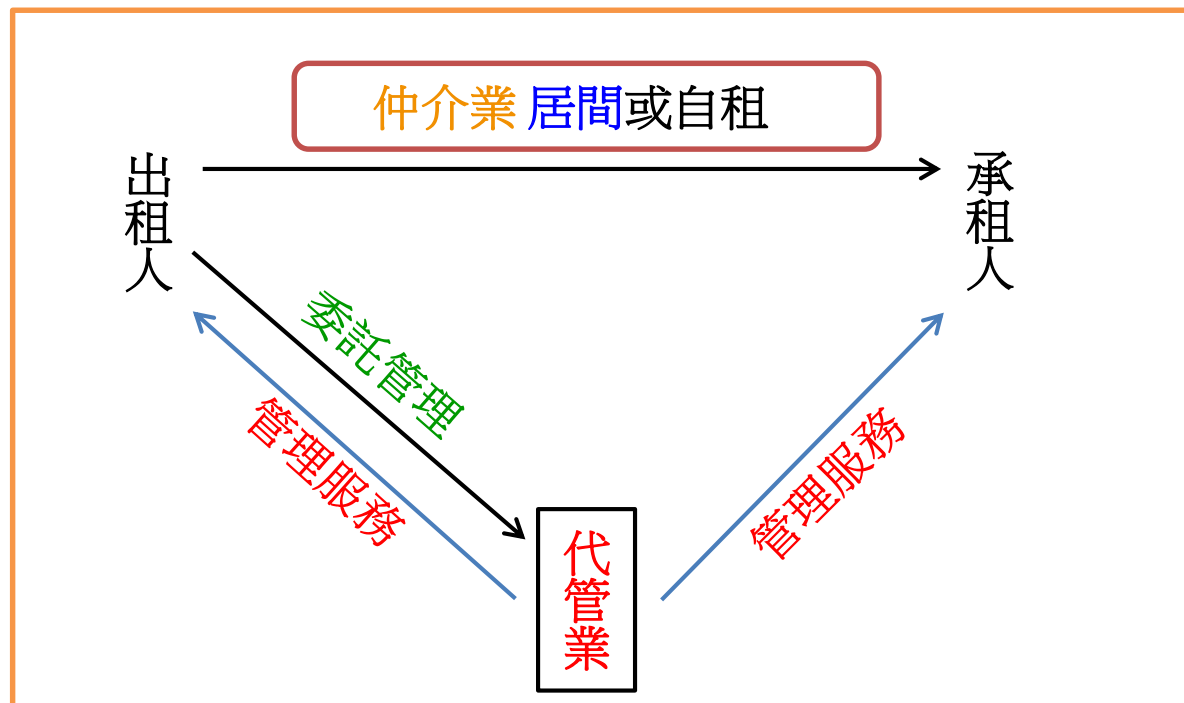 仲介業 居間或自租
出租人
承租人
委託管理
管理服務
管理服務
代管業